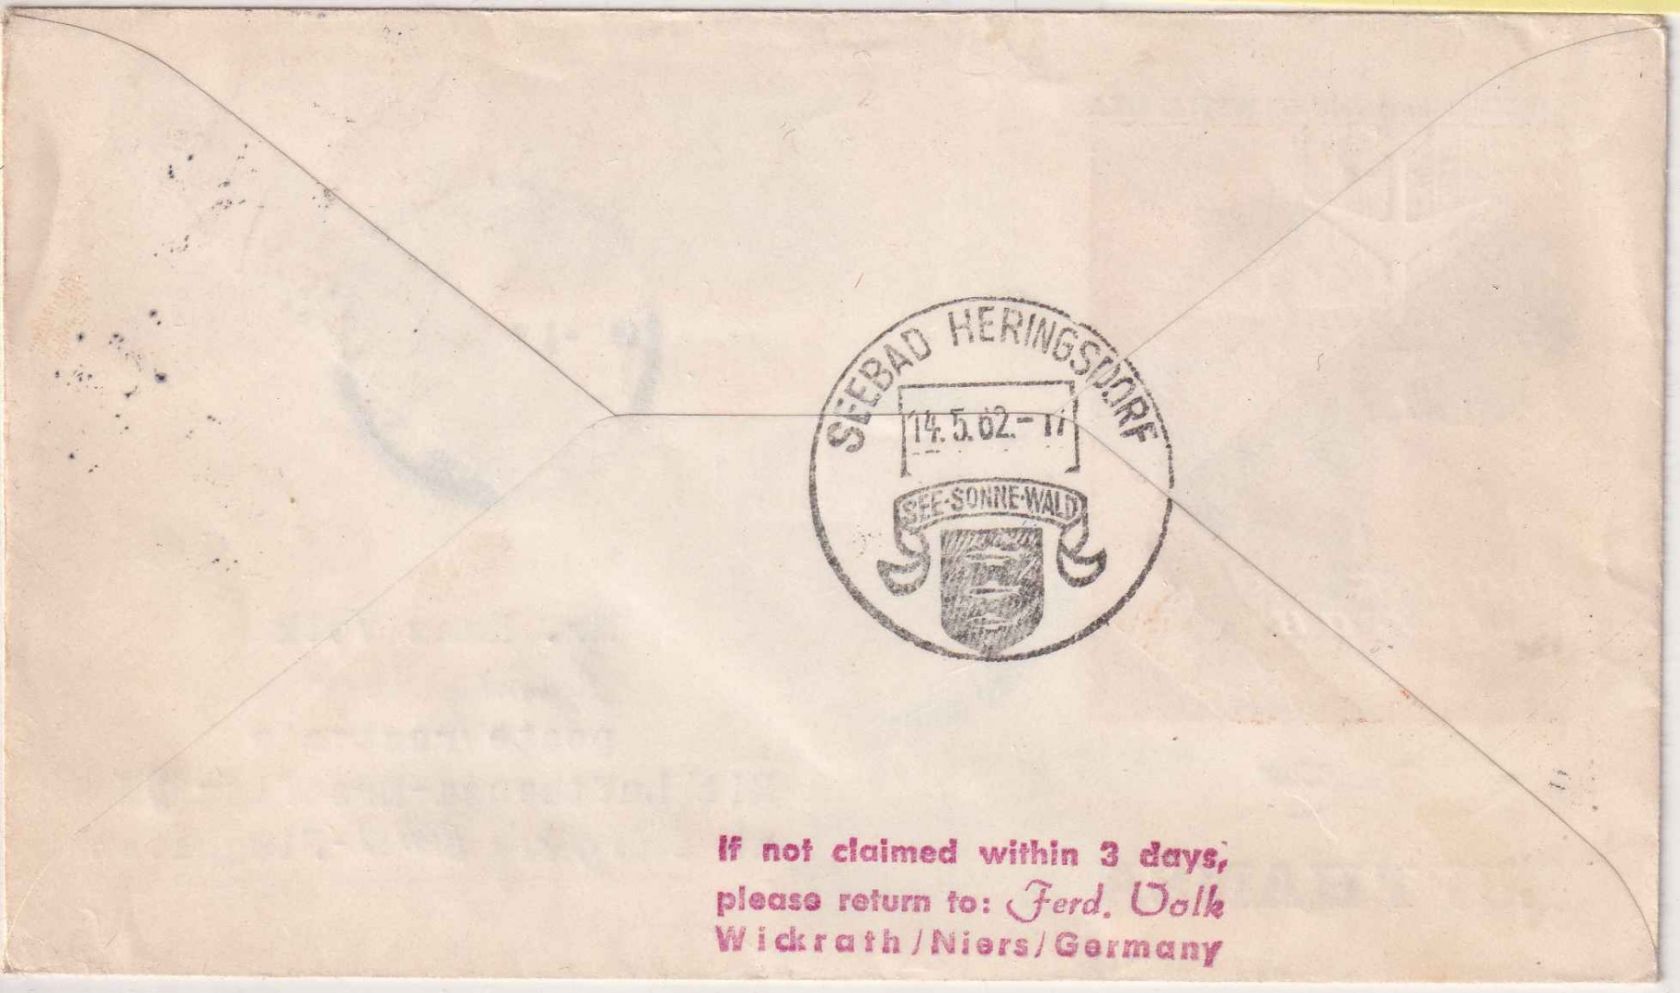 SEEBAD HERINGSDORF
14.5.62.-17
SEE·SONNE·WALD
If not claimed within 3 days,
please return to: Ferd. Volk
Wickrath/Niers/Germany